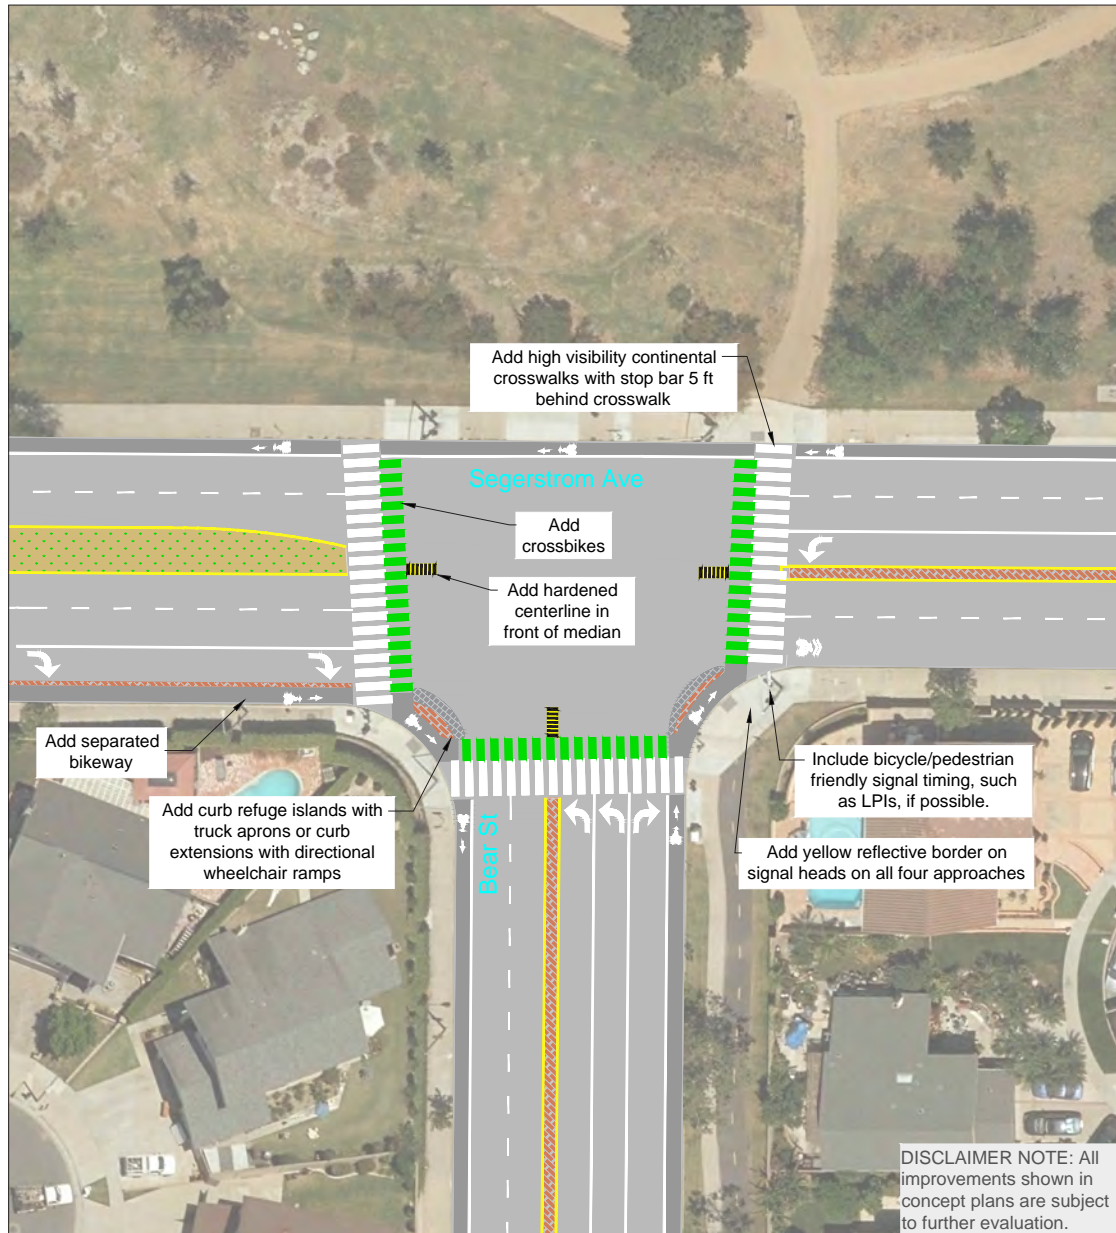 Add high visibility continental
crosswalks with stop bar 5 ft
behind crosswalk
Segerstrom Ave
Add
crossbikes
Add hardened
centerline in
front of median
Add separated
bikeway
Include bicycle/pedestrian
friendly signal timing, such
as LPIs, if possible.
Add curb refuge islands with
truck aprons or curb
extensions with directional
wheelchair ramps
Bear St
Add yellow reflective border on
signal heads on all four approaches
DISCLAIMER NOTE: All
improvements shown in
concept plans are subject
to further evaluation.